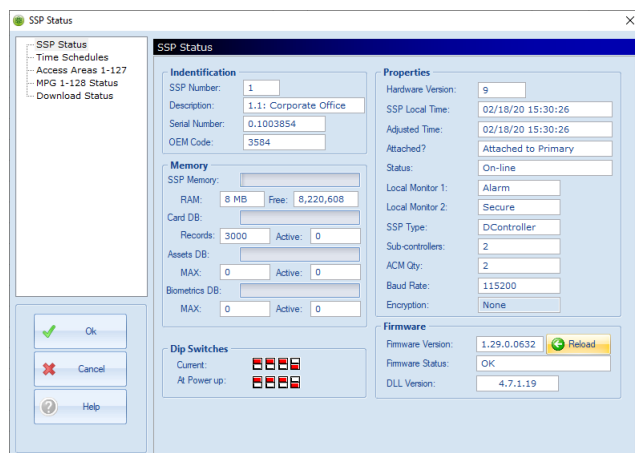 SSP Status
SSP Status
Time Schedules
Access Areas 1-127
MPG 1-128 Status
Download Status
Ok
Cancel
Help
SSP Status
Indentification
SSP Number: 1
Description: 1.1: Corporate Office
Serial Number: 0.1003854
OEM Code: 3584
Memory
SSP Memory:
RAM: 8 MB Free: 8,220,608
Card DB:
Records: 3000 Active: 0
Assets DB:
MAX: 0 Active: 0
Biometrics DB:
MAX: 0 Active: 0
Dip Switches
Current:
At Power up:
Properties
Hardware Version: 9
SSP Local Time: 02/18/20 15:30:26
Adjusted Time: 02/18/20 15:30:26
Attached? Attached to Primary
Status: On-line
Local Monitor 1: Alarm
Local Monitor 2: Secure
SSP Type: DController
Sub-controllers: 2
ACM Qty: 2
Baud Rate: 115200
Encryption: None
Firmware
Firmware Version: 1.29.0.0632 Reload
Firmware Status: OK
DLL Version: 4.7.1.19